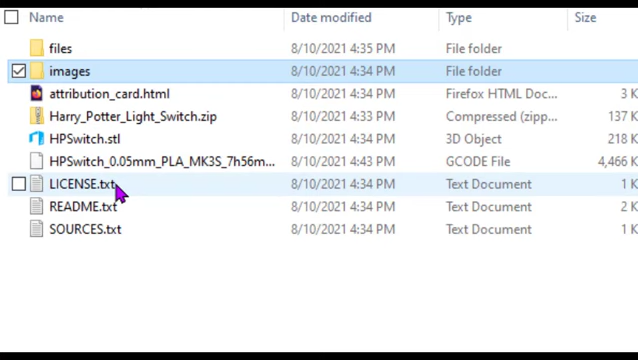 Name Date modified Type Size
files 8/10/2021 4:35 PM File folder
images 8/10/2021 4:34 PM File folder
attribution_card.html 8/10/2021 4:34 PM Firefox HTML Doc... 3 K
Harry_Potter_Light_Switch.zip 8/10/2021 4:33 PM Compressed (zipp... 137 K
HPSwitch.stl 8/10/2021 4:34 PM 3D Object 218 K
HPSwitch_0.05mm_PLA_MK3S_7h56m... 8/10/2021 4:43 PM GCODE File 4,466 K
LICENSE.txt 8/10/2021 4:34 PM Text Document 1 K
README.txt 8/10/2021 4:34 PM Text Document 2 K
SOURCES.txt 8/10/2021 4:34 PM Text Document 1 K